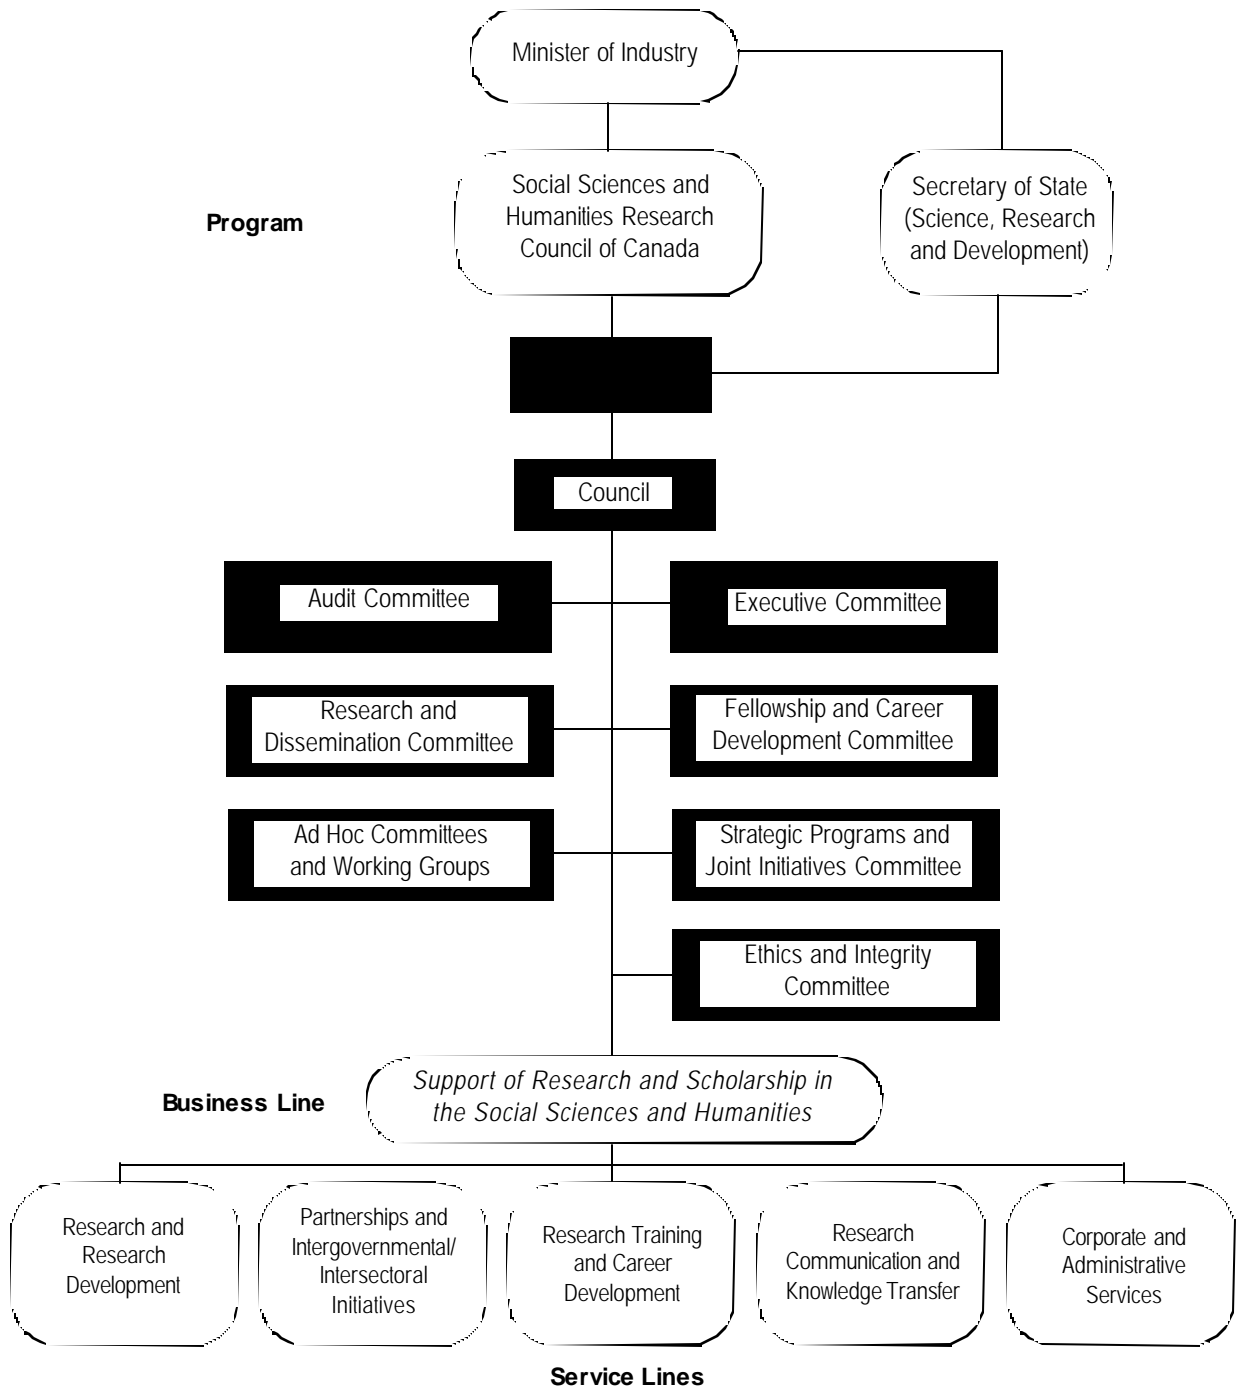 Minister of Industry
Program
Social Sciences and
Humanities Research
Council of Canada
Secretary of State
(Science, Research
and Development)
Council
Audit Committee
Executive Committee
Research and
Dissemination Committee
Fellowship and Career
Development Committee
Ad Hoc Committees
and Working Groups
Strategic Programs and
Joint Initiatives Committee
Ethics and Integrity
Committee
Business Line
Support of Research and Scholarship in
the Social Sciences and Humanities
Research and
Research
Development
Partnerships and
Intergovernmental/
Intersectoral
Initiatives
Research Training
and Career
Development
Research
Communication and
Knowledge Transfer
Corporate and
Administrative
Services
Service Lines